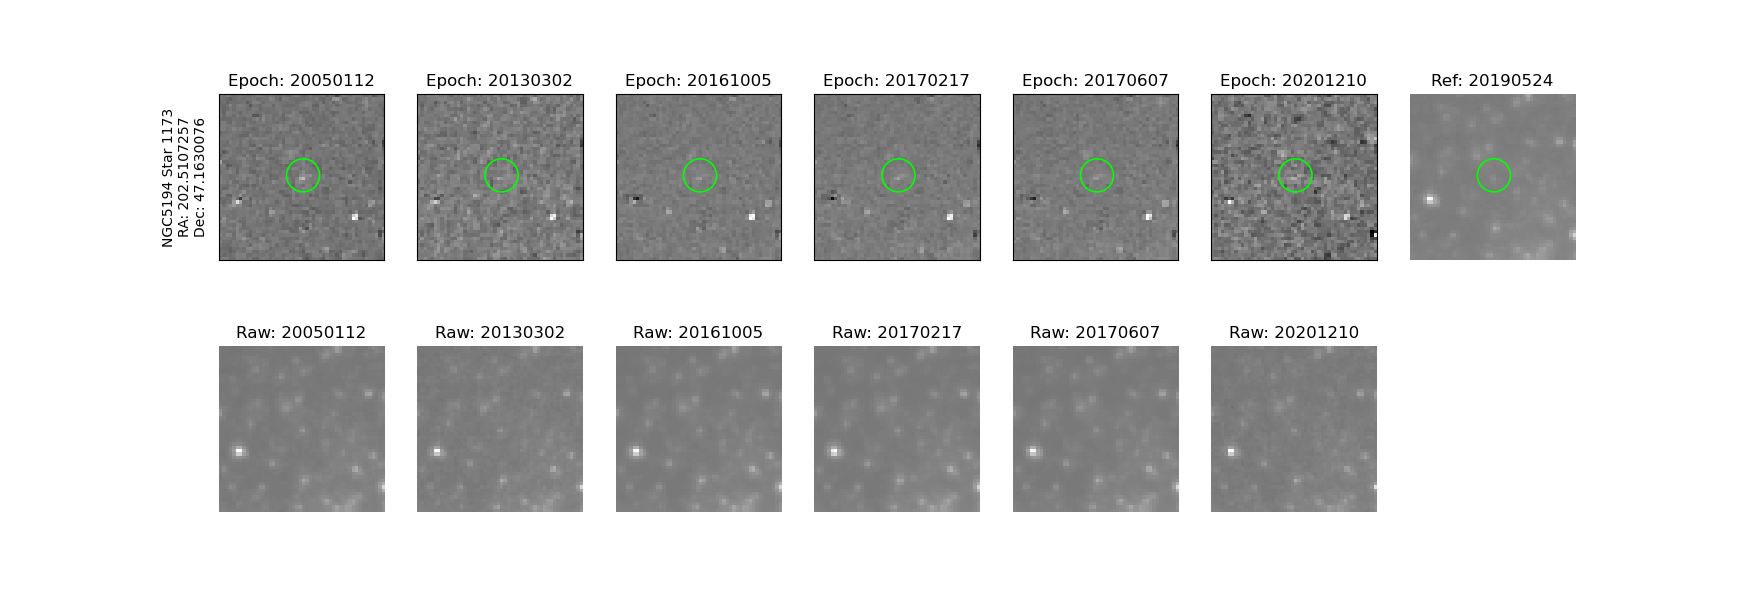 Epoch: 20050112
Epoch: 20130302
Epoch: 20161005
Epoch: 20170217
Epoch: 20170607
Epoch: 20201210
Ref: 20190524
NGC5194 Star 1173
RA: 202.5107257
Dec: 47.1630076
Raw: 20050112
Raw: 20130302
Raw: 20161005
Raw: 20170217
Raw: 20170607
Raw: 20201210